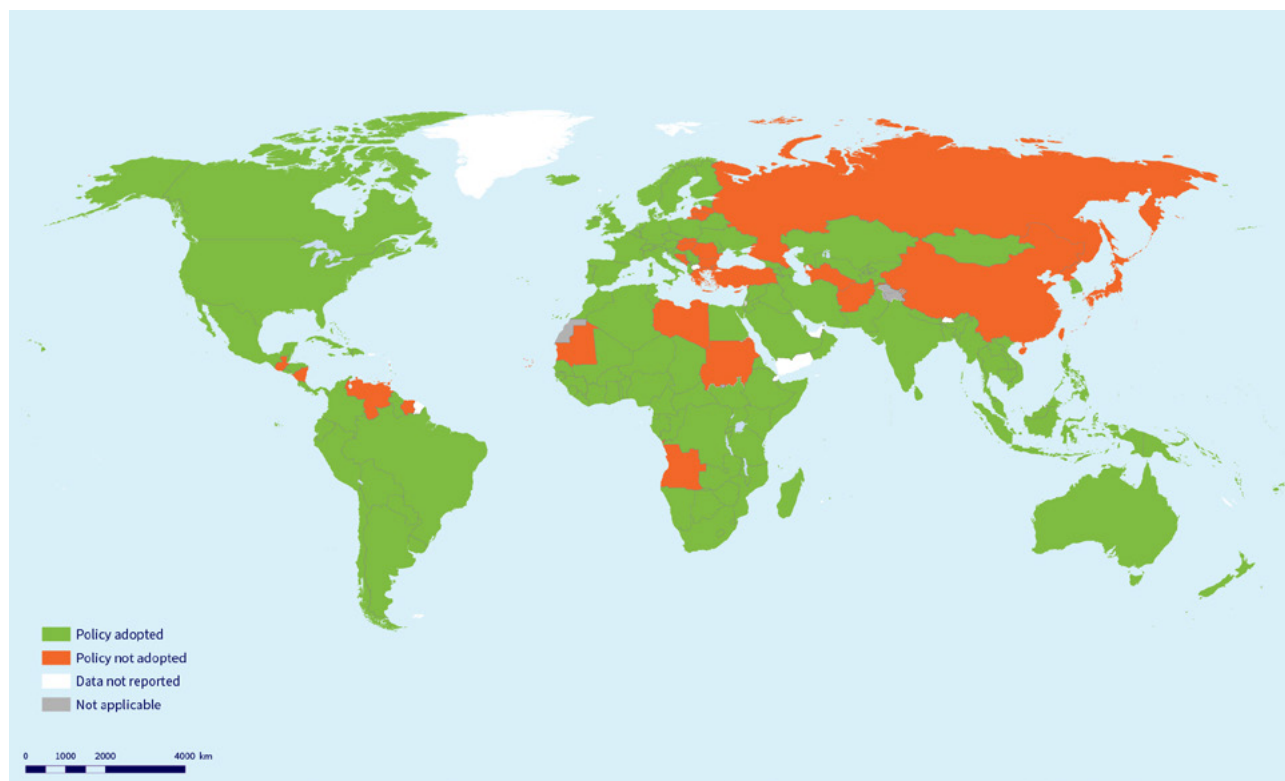 Policy adopted
Policy not adopted
Data not reported
Not applicable
0 1000 2000 4000 km